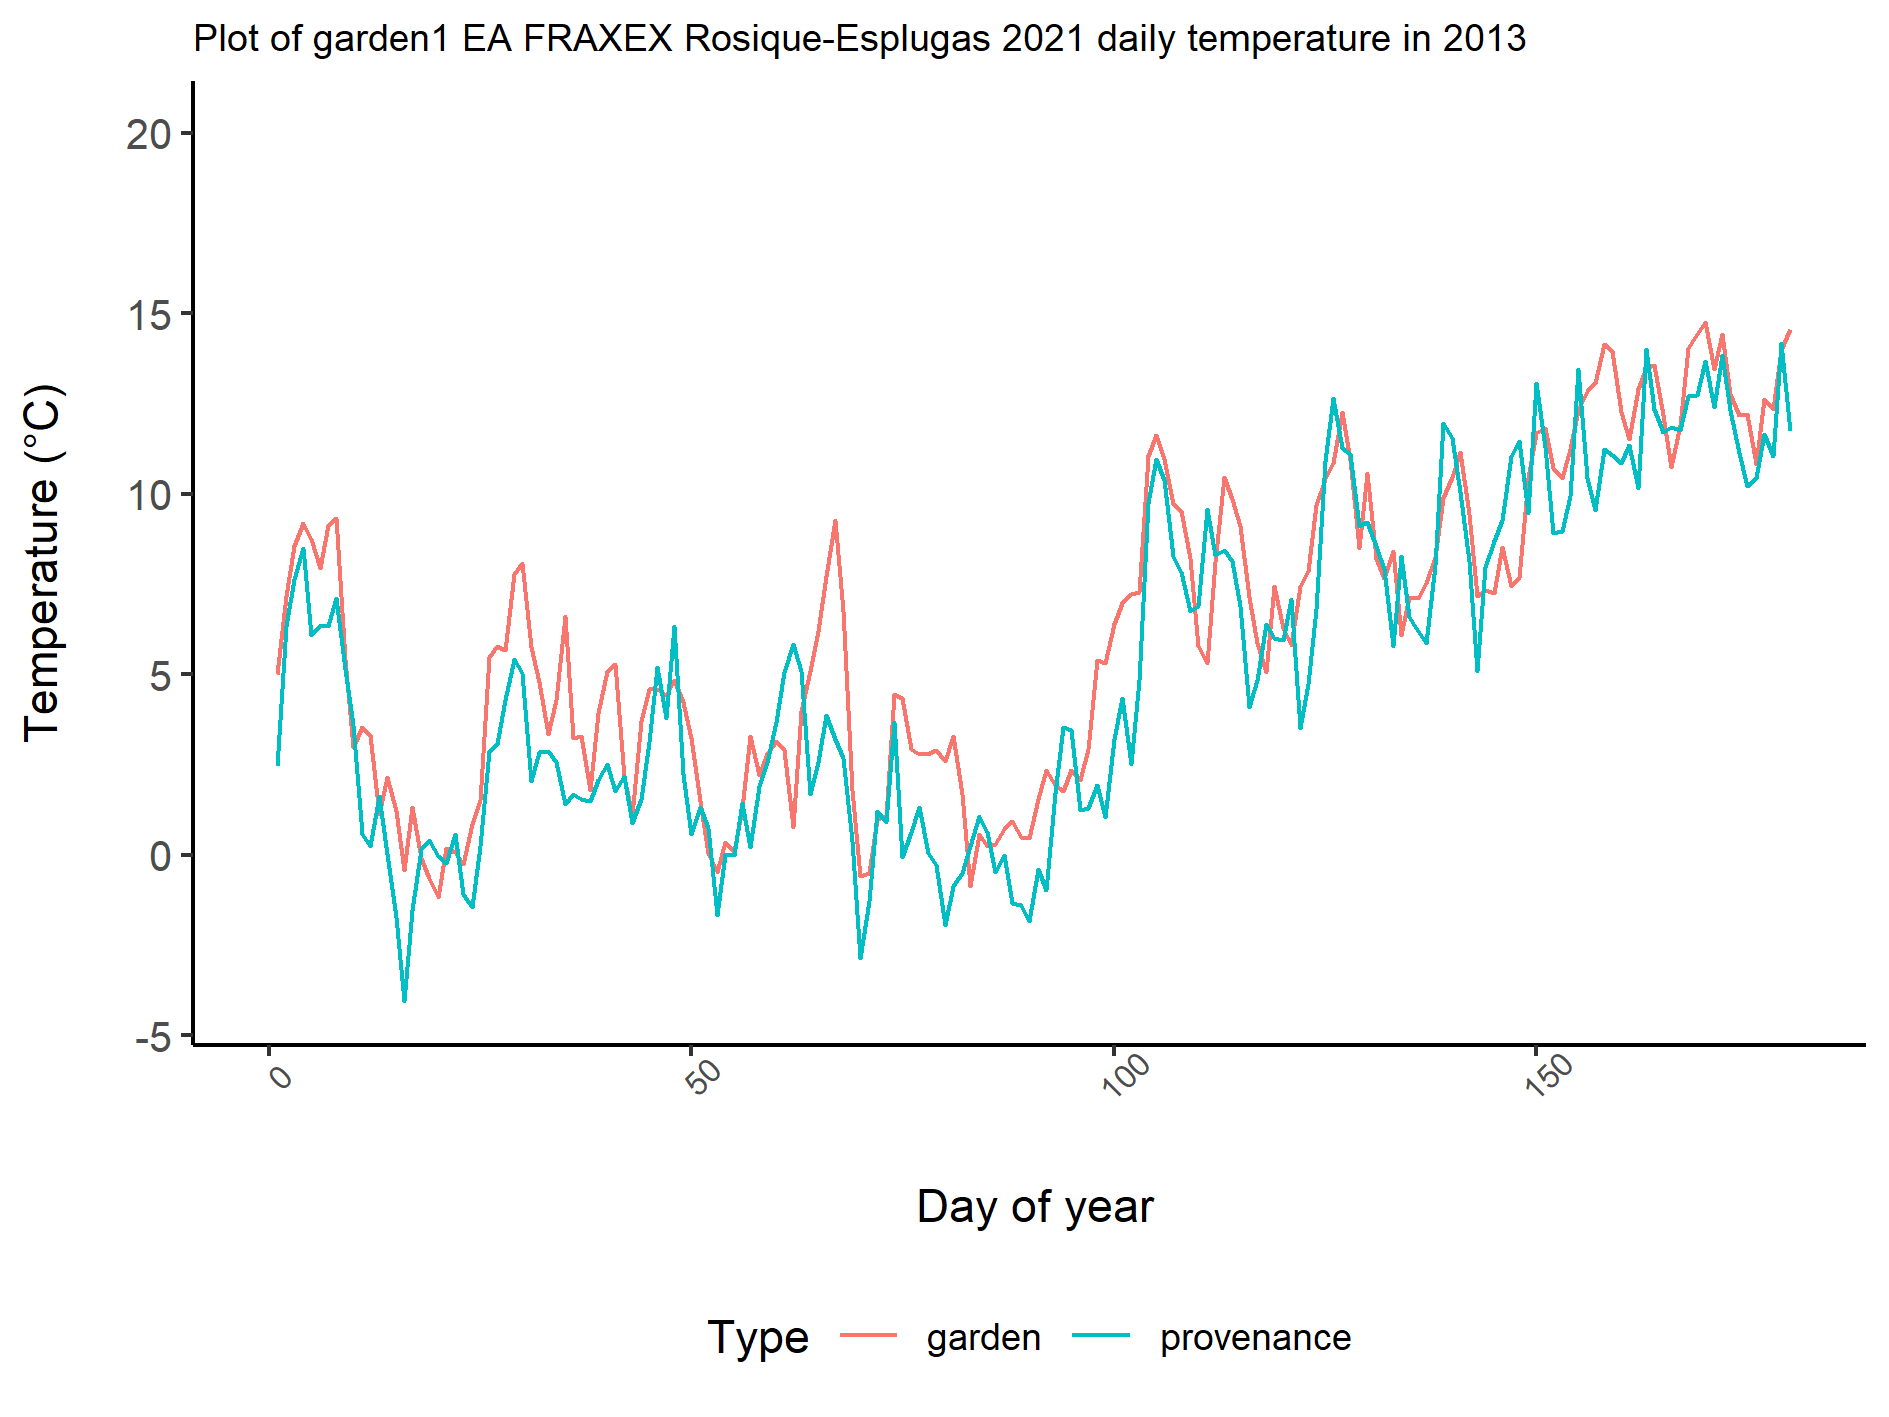 Plot of garden1 EA FRAXEX Rosique-Esplugas 2021 daily temperature in 2013
Temperature (°C)
20
15
10
5
0
-5
0
50
100
150
Day of year
Type
garden
provenance